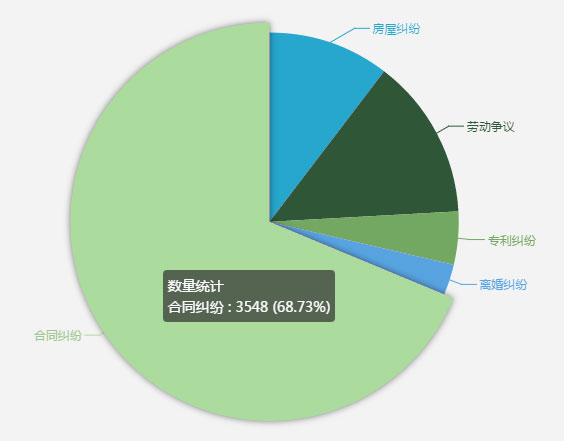 房屋纠纷
劳动争议
专利纠纷
离婚纠纷
数量统计
合同纠纷 : 3548 (68.73%)
合同纠纷